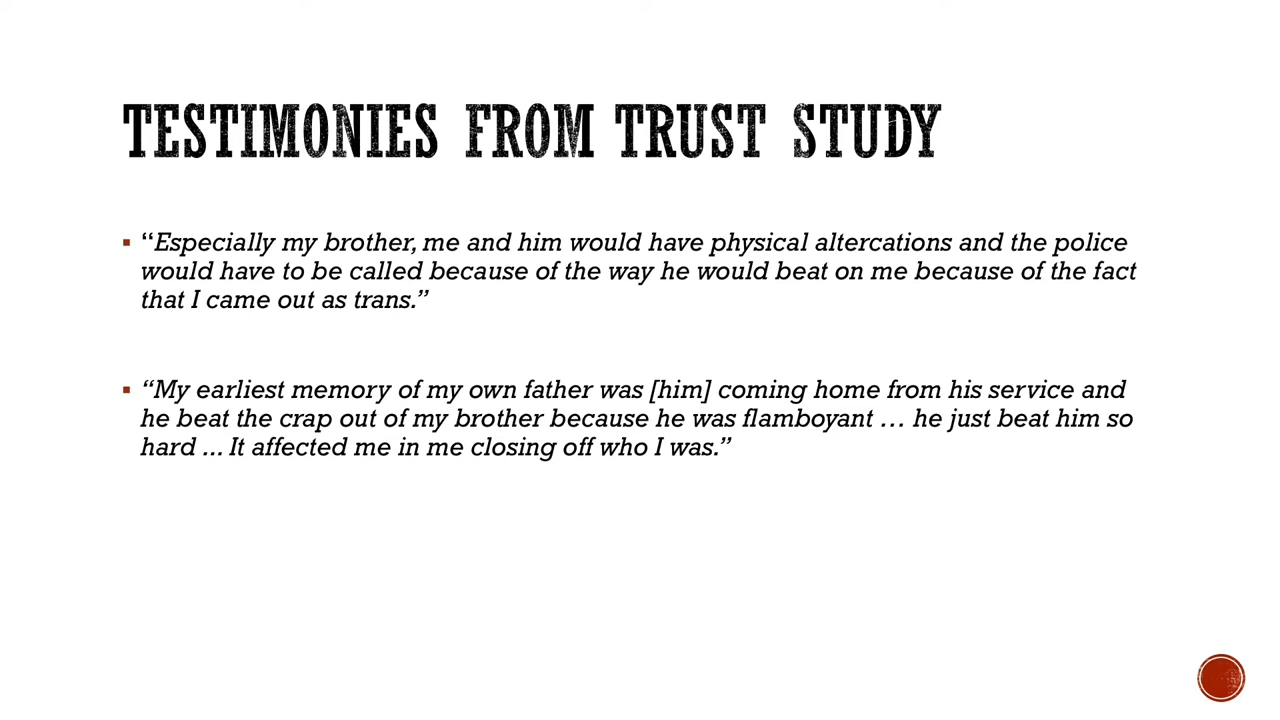 TESTIMONIES FROM TRUST STUDY
▪ “Especially my brother, me and him would have physical altercations and the police
would have to be called because of the way he would beat on me because of the fact
that I came out as trans.”
▪ “My earliest memory of my own father was [him] coming home from his service and
he beat the crap out of my brother because he was flamboyant … he just beat him so
hard ... It affected me in me closing off who I was.”